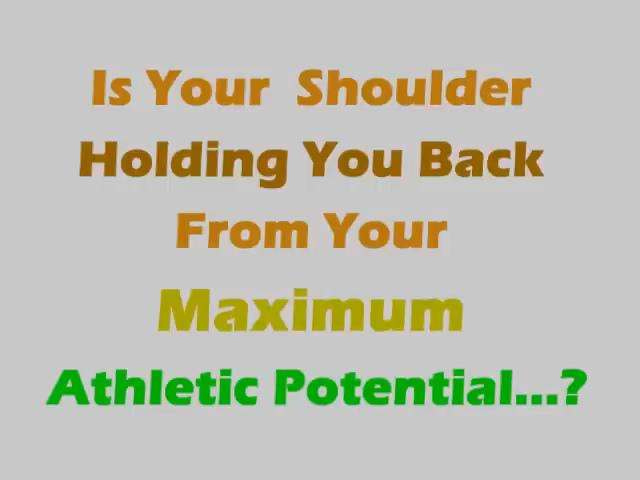 Is Your Shoulder
Holding You Back
From Your
Maximum
Athletic Potential...?